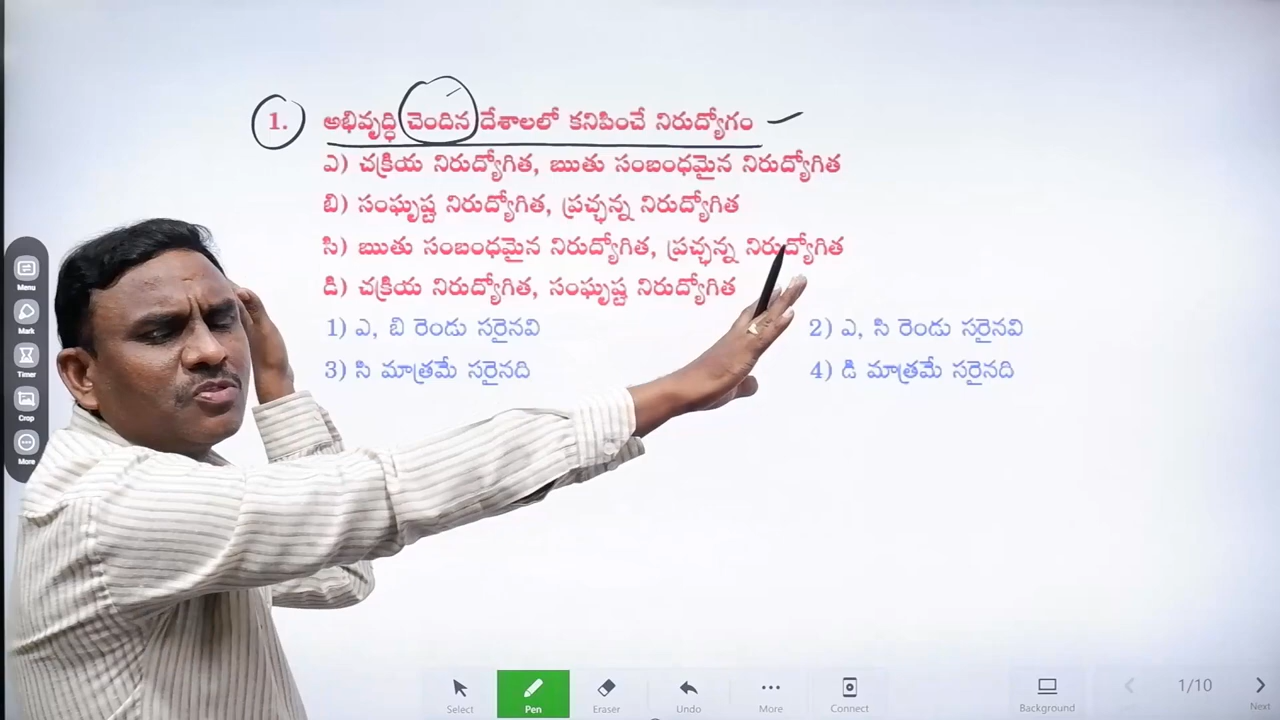 1. అభివృద్ధి చెందిన దేశాలలో కనిపించే నిరుద్యోగం
ఎ) చక్రియ నిరుద్యోగిత, ఋతు సంబంధమైన నిరుద్యోగిత
బి) సంఘృష్ట నిరుద్యోగిత, ప్రచ్ఛన్న నిరుద్యోగిత
సి) ఋతు సంబంధమైన నిరుద్యోగిత, ప్రచ్ఛన్న నిరుద్యోగిత
డి) చక్రియ నిరుద్యోగిత, సంఘృష్ట నిరుద్యోగిత
1) ఎ, బి రెండు సరైనవి 2) ఎ, సి రెండు సరైనవి
3) సి మాత్రమే సరైనది 4) డి మాత్రమే సరైనది
Menu
Mark
Timer
Crop
More
Select Pen Eraser Undo More Connect Background 1/10 Next